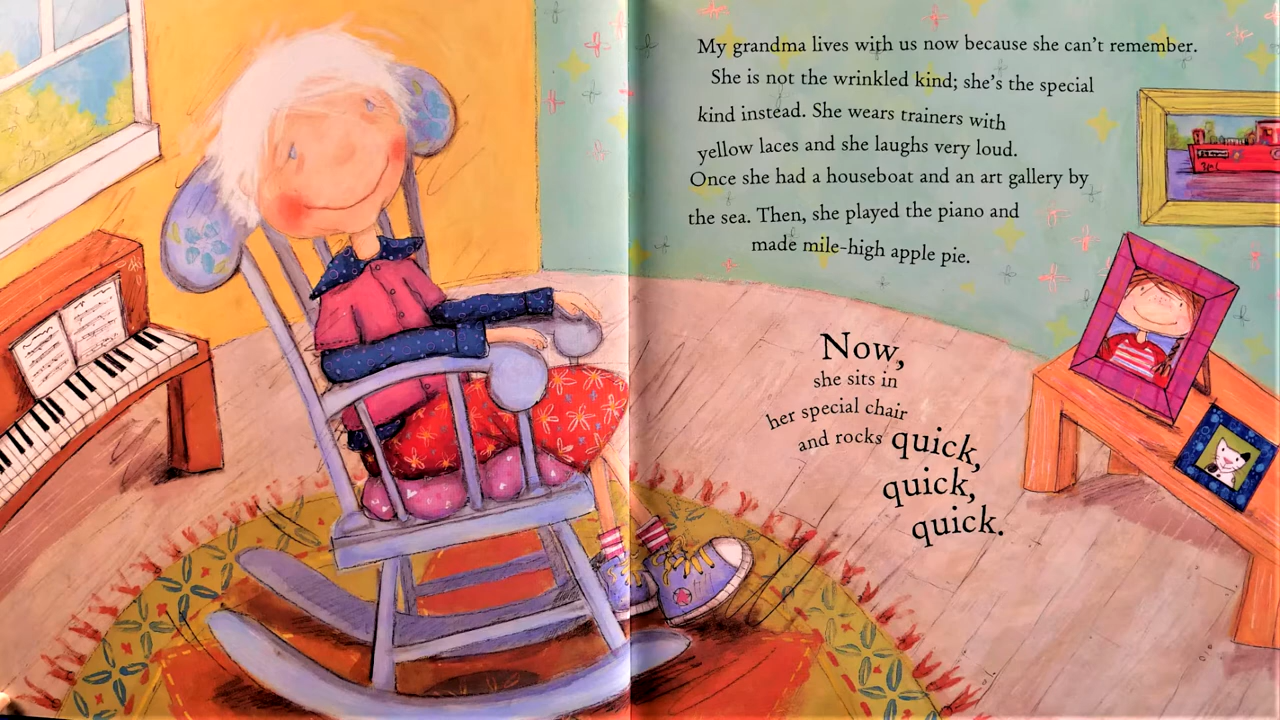 My grandma lives with us now because she can't remember.
She is not the wrinkled kind; she's the special
kind instead. She wears trainers with
yellow laces and she laughs very loud.
Once she had a houseboat and an art gallery by
the sea. Then, she played the piano and
made mile-high apple pie.
Now,
she sits in
her special chair
and rocks quick,
quick,
quick.